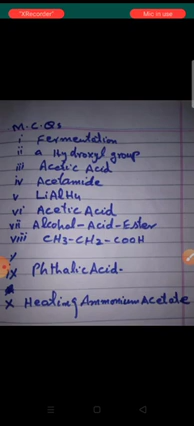 "XRecorder"
Mic in use
M.C.QS
i Fermentation
ii a Hydroxyl group
iii Acetic Acid
iv Acetamide
v LiAlH4
vi Acetic Acid
vii Alcohol-Acid-Ester
viii CH3-CH2-COOH
ix Phthalic Acid.
x Heating Ammonium Acetate